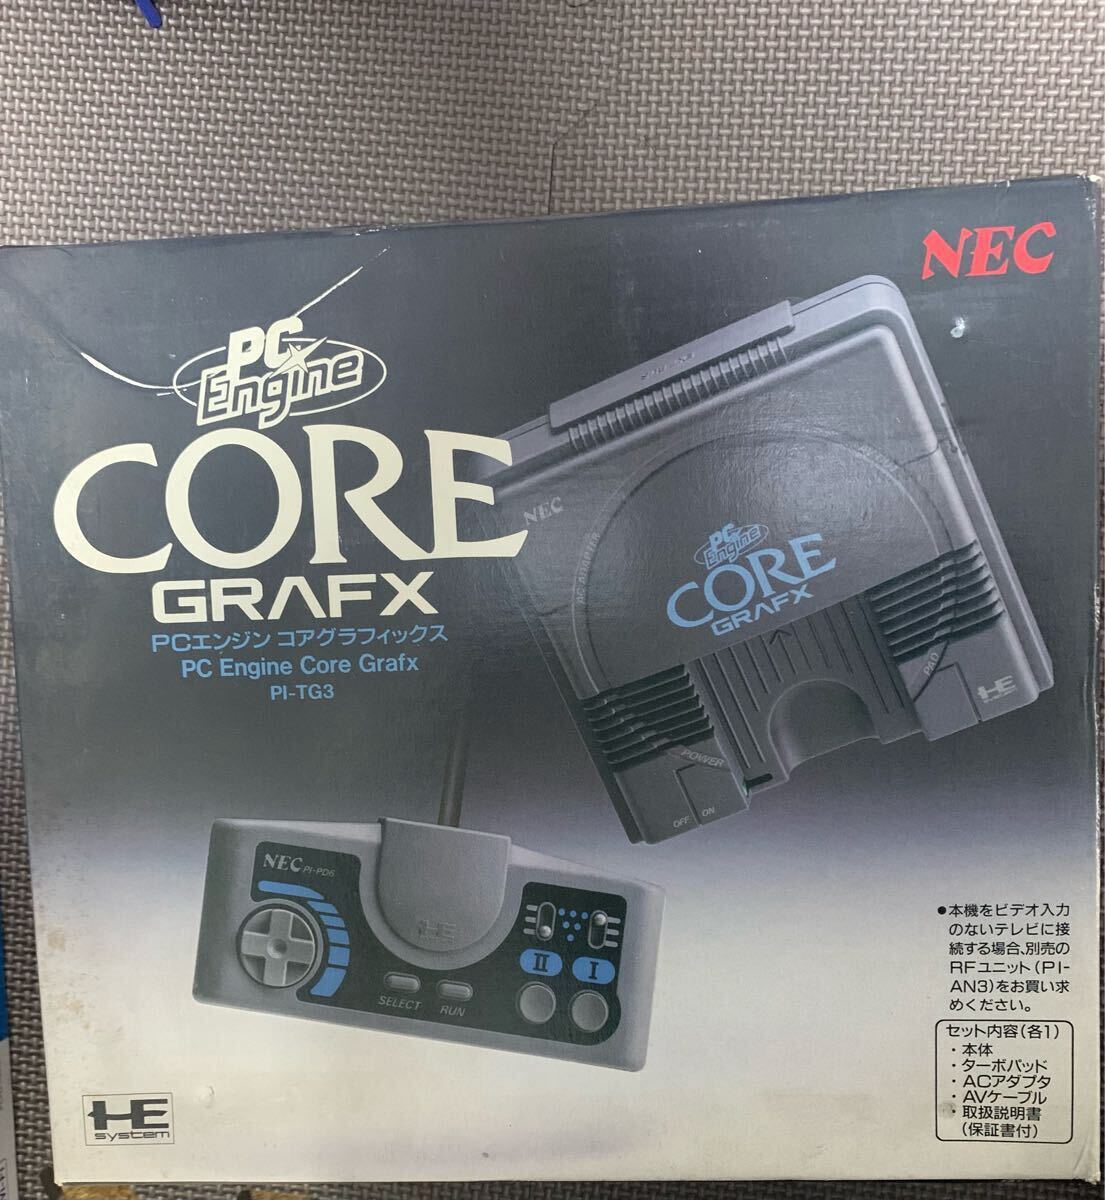 NEC
PC Engine
CORE
GRAFX
PCエンジン コアグラフィックス
PC Engine Core Grafx
PI-TG3
NEC
AC ADAPTER
PC Engine
CORE
GRAFX
PAD
HE
POWER
OFF ON
NEC PI-PD6
HE
II I
SELECT RUN
●本機をビデオ入力
のないテレビに接
続する場合、別売の
RFユニット(PI-
AN3)をお買い求
めください。
セット内容(各1)
・本体
・ターボパッド
・ACアダプタ
・AVケーブル
・取扱説明書
(保証書付)
HE
system